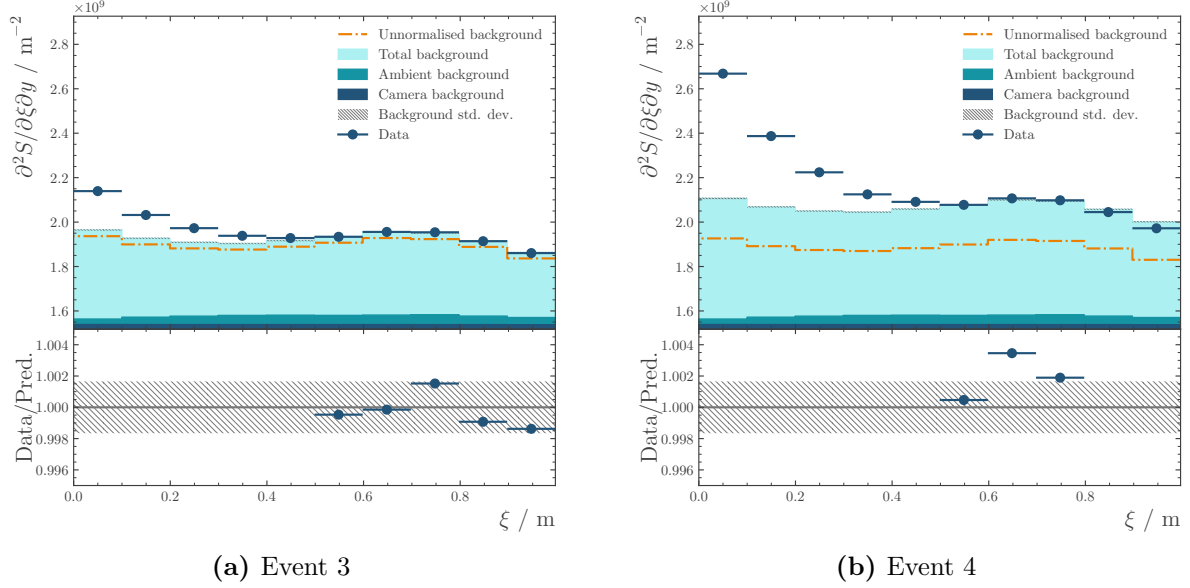 ×10⁹
∂²S/∂ξ∂y / m⁻²
2.8
2.6
2.4
2.2
2.0
1.8
1.6
Unnormalised background
Total background
Ambient background
Camera background
Background std. dev.
Data
Data/Pred.
1.004
1.002
1.000
0.998
0.996
0.0 0.2 0.4 0.6 0.8
ξ / m
(a) Event 3
×10⁹
∂²S/∂ξ∂y / m⁻²
2.8
2.6
2.4
2.2
2.0
1.8
1.6
Unnormalised background
Total background
Ambient background
Camera background
Background std. dev.
Data
Data/Pred.
1.004
1.002
1.000
0.998
0.996
0.0 0.2 0.4 0.6 0.8
ξ / m
(b) Event 4